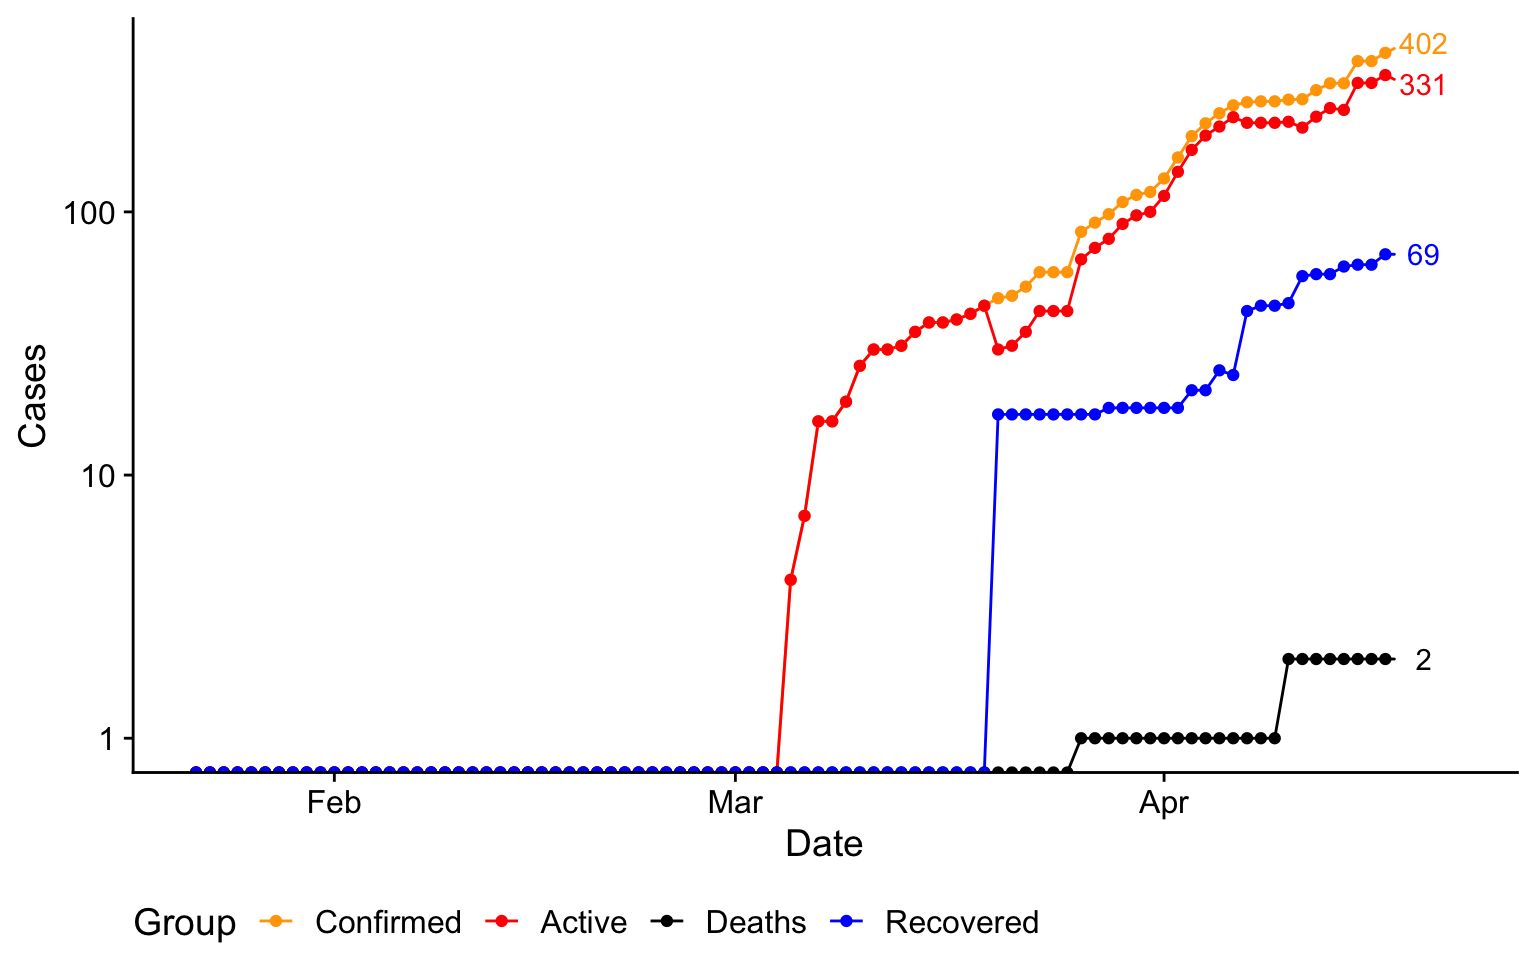 402
331
100
69
Cases
10
2
1
Feb Mar Apr
Date
Group Confirmed Active Deaths Recovered